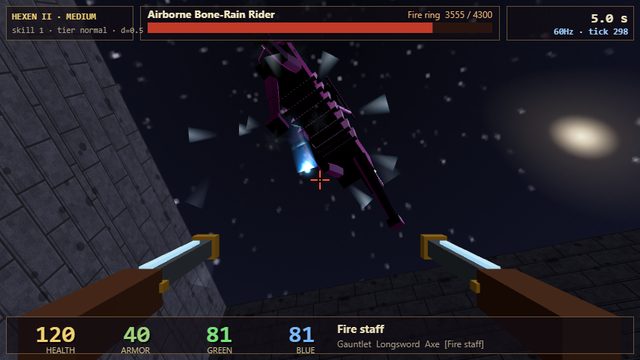 HEXEN II - MEDIUM
skill 1 · tier normal · d=0.5
Airborne Bone-Rain Rider
Fire ring 3555 / 4300
5.0 s
60Hz · tick 298
120
HEALTH
40
ARMOR
81
GREEN
81
BLUE
Fire staff
Gauntlet Longsword Axe [Fire staff]